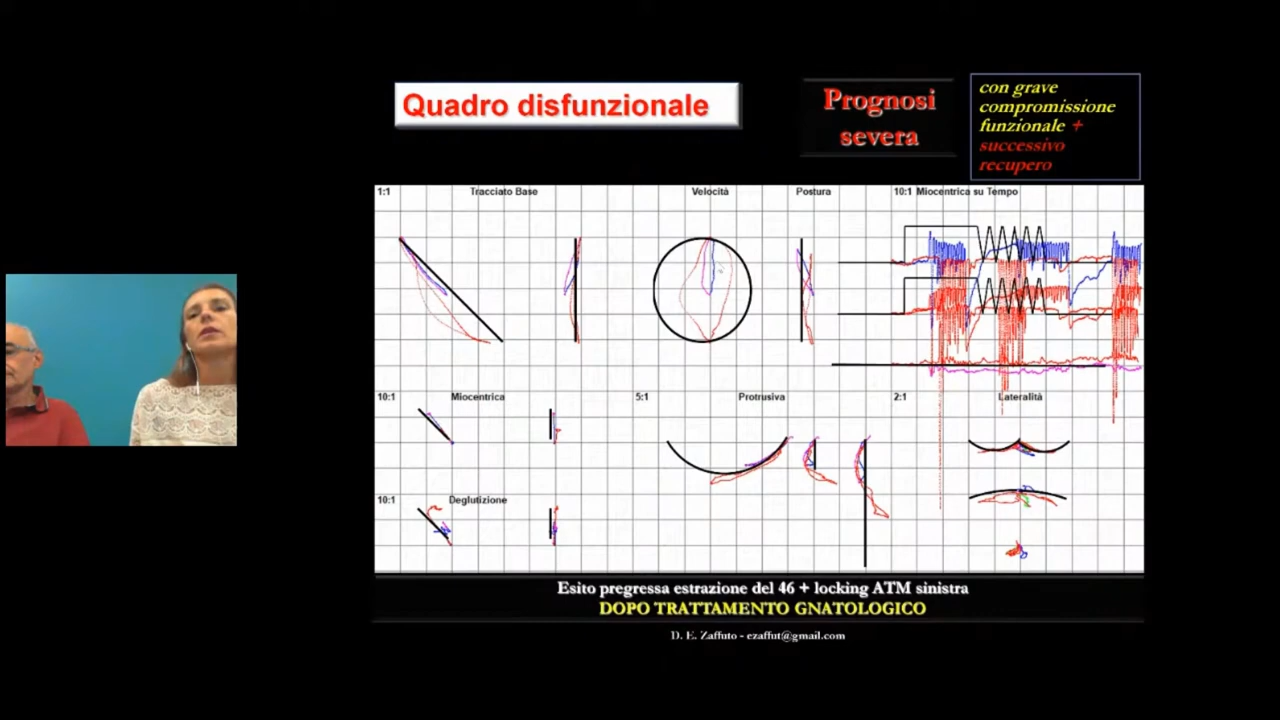 Quadro disfunzionale
Prognosi
severa
con grave
compromissione
funzionale +
successivo
recupero
1:1 Tracciato Base Velocità Postura 10:1 Miocentrica su Tempo
10:1 Miocentrica 5:1 Protrusiva 2:1 Lateralità
10:1 Deglutizione
Esito pregressa estrazione del 46 + locking ATM sinistra
DOPO TRATTAMENTO GNATOLOGICO
D. E. Zaffuto - ezaffut@gmail.com